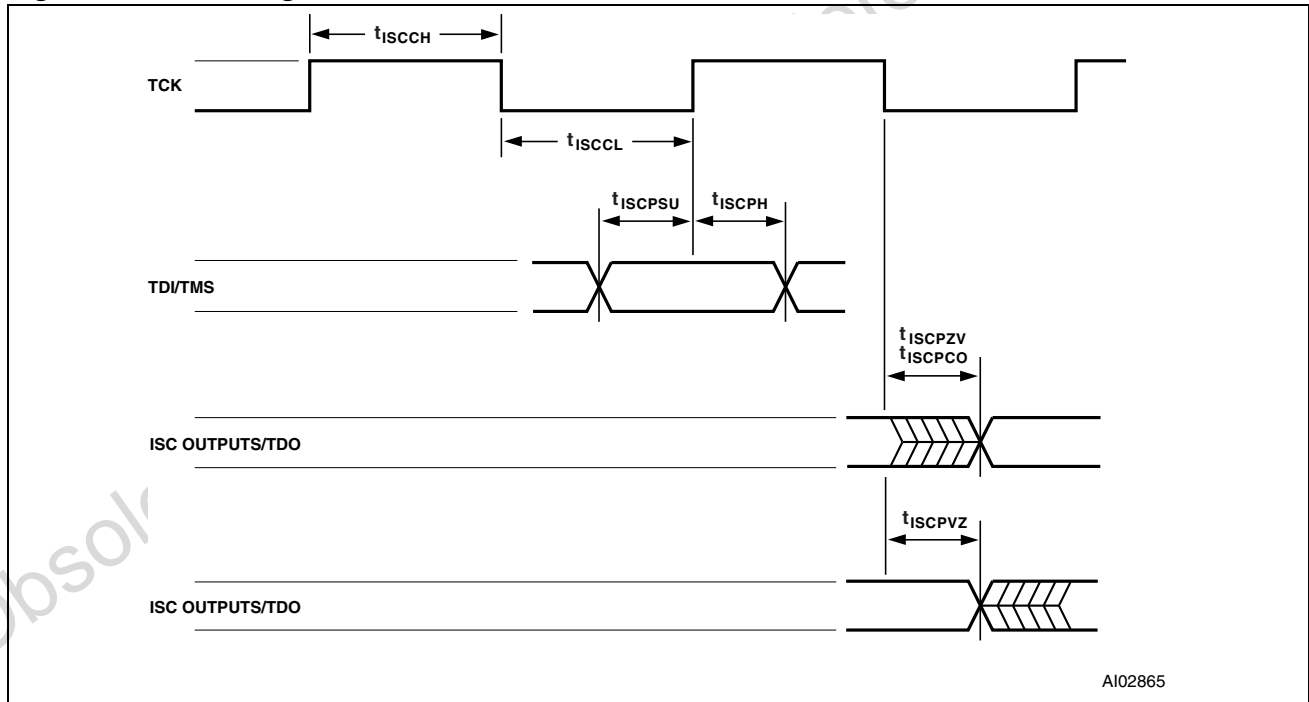 tISCCH
TCK
tISCCL
tISCPSU
tISCPH
TDI/TMS
tISCPZV
tISCPCO
ISC OUTPUTS/TDO
tISCPVZ
ISC OUTPUTS/TDO
AI02865